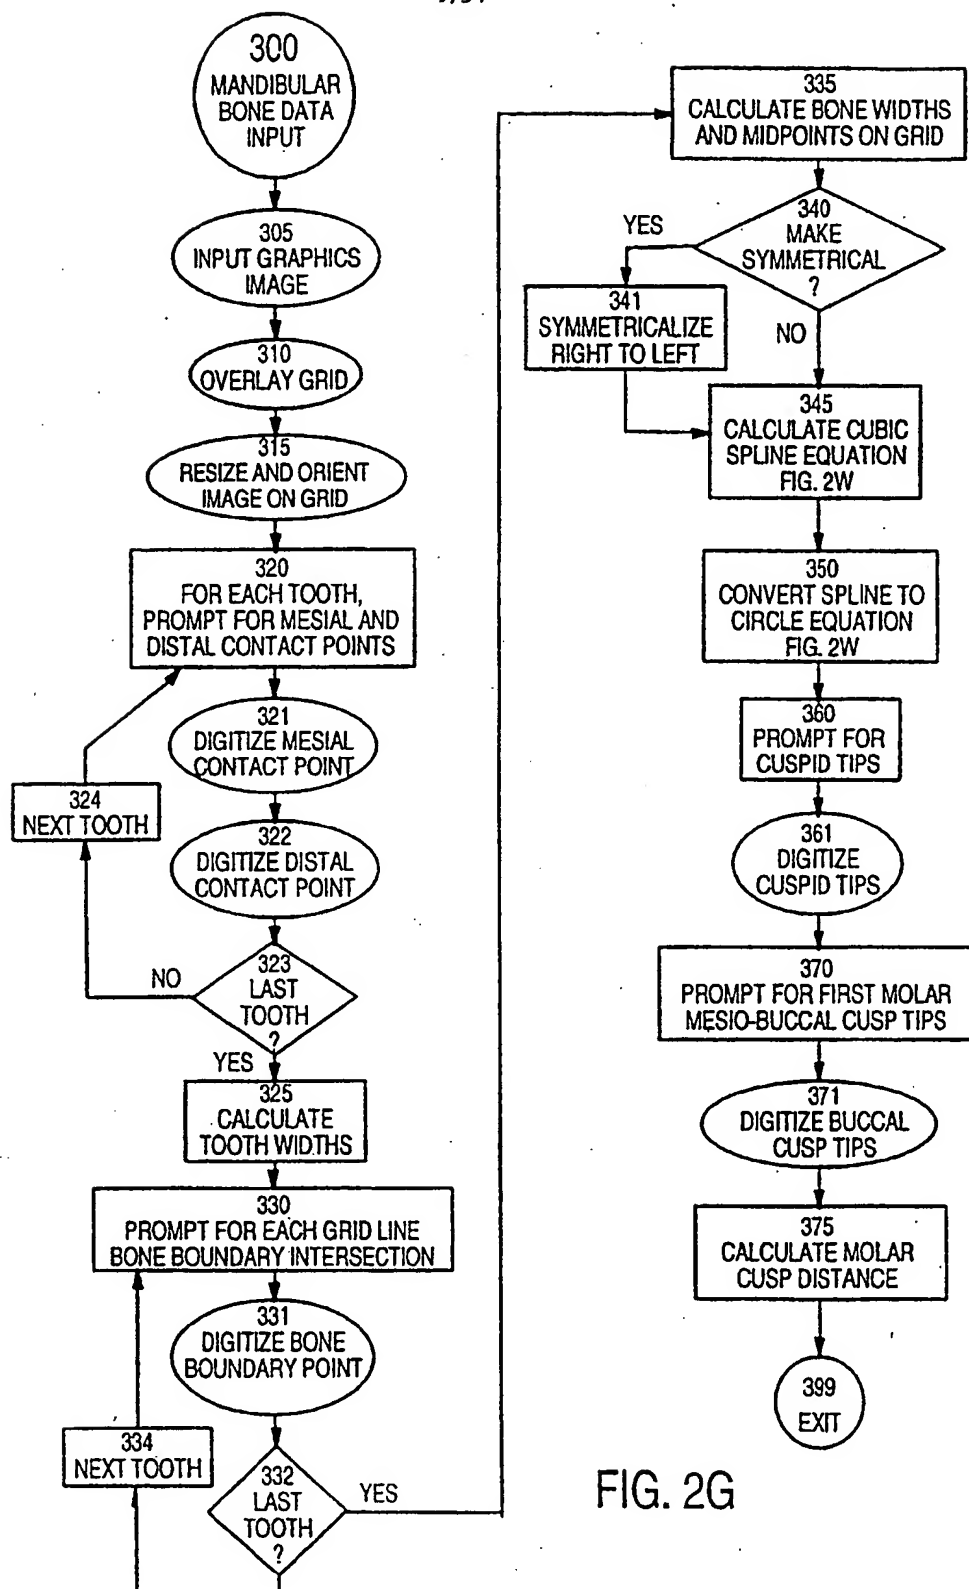 300
MANDIBULAR
BONE DATA
INPUT
305
INPUT GRAPHICS
IMAGE
310
OVERLAY GRID
315
RESIZE AND ORIENT
IMAGE ON GRID
320
FOR EACH TOOTH,
PROMPT FOR MESIAL AND
DISTAL CONTACT POINTS
321
DIGITIZE MESIAL
CONTACT POINT
324
NEXT TOOTH
322
DIGITIZE DISTAL
CONTACT POINT
323
LAST
TOOTH
?
NO
YES
325
CALCULATE
TOOTH WIDTHS
330
PROMPT FOR EACH GRID LINE
BONE BOUNDARY INTERSECTION
331
DIGITIZE BONE
BOUNDARY POINT
334
NEXT TOOTH
332
LAST
TOOTH
?
YES
335
CALCULATE BONE WIDTHS
AND MIDPOINTS ON GRID
340
MAKE
SYMMETRICAL
?
YES
NO
341
SYMMETRICALIZE
RIGHT TO LEFT
345
CALCULATE CUBIC
SPLINE EQUATION
FIG. 2W
350
CONVERT SPLINE TO
CIRCLE EQUATION
FIG. 2W
360
PROMPT FOR
CUSPID TIPS
361
DIGITIZE
CUSPID TIPS
370
PROMPT FOR FIRST MOLAR
MESIO-BUCCAL CUSP TIPS
371
DIGITIZE BUCCAL
CUSP TIPS
375
CALCULATE MOLAR
CUSP DISTANCE
399
EXIT
FIG. 2G